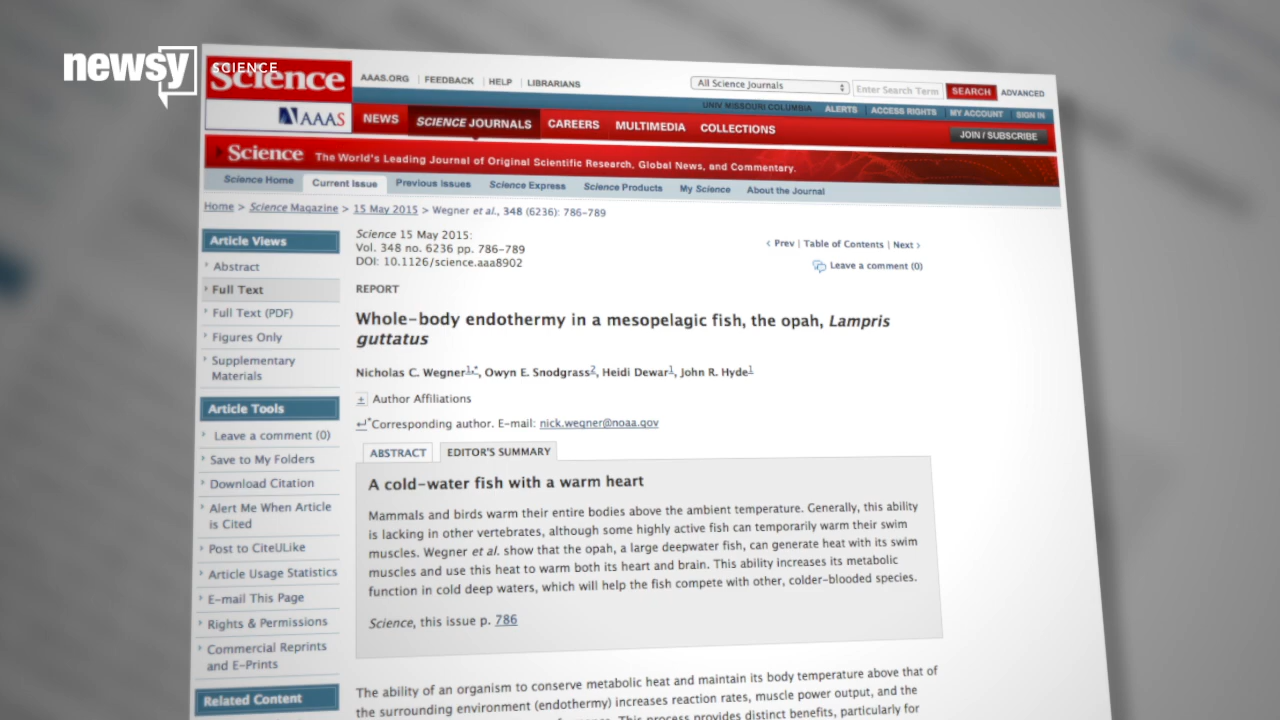 newsy
SCIENCE
Science
AAAS.ORG FEEDBACK HELP LIBRARIANS
All Science Journals
Enter Search Term
SEARCH
ADVANCED
AAAS
UNIV MISSOURI COLUMBIA ALERTS ACCESS RIGHTS MY ACCOUNT SIGN IN
NEWS SCIENCE JOURNALS CAREERS MULTIMEDIA COLLECTIONS
JOIN / SUBSCRIBE
Science The World's Leading Journal of Original Scientific Research, Global News, and Commentary.
Science Home Current Issue Previous Issues Science Express Science Products My Science About the Journal
Home > Science Magazine > 15 May 2015 > Wegner et al., 348 (6236): 786-789
Article Views
Abstract
Full Text
Full Text (PDF)
Figures Only
Supplementary
Materials
Article Tools
Leave a comment (0)
Save to My Folders
Download Citation
Alert Me When Article
is Cited
Post to CiteULike
Article Usage Statistics
E-mail This Page
Rights & Permissions
Commercial Reprints
and E-Prints
Related Content
Science 15 May 2015:
Vol. 348 no. 6236 pp. 786-789
DOI: 10.1126/science.aaa8902
‹ Prev | Table of Contents | Next ›
Leave a comment (0)
REPORT
Whole-body endothermy in a mesopelagic fish, the opah, Lampris
guttatus
Nicholas C. Wegner1,*, Owyn E. Snodgrass2, Heidi Dewar1, John R. Hyde1
+ Author Affiliations
↵*Corresponding author. E-mail: nick.wegner@noaa.gov
ABSTRACT EDITOR'S SUMMARY
A cold-water fish with a warm heart
Mammals and birds warm their entire bodies above the ambient temperature. Generally, this ability
is lacking in other vertebrates, although some highly active fish can temporarily warm their swim
muscles. Wegner et al. show that the opah, a large deepwater fish, can generate heat with its swim
muscles and use this heat to warm both its heart and brain. This ability increases its metabolic
function in cold deep waters, which will help the fish compete with other, colder-blooded species.
Science, this issue p. 786
The ability of an organism to conserve metabolic heat and maintain its body temperature above that of
the surrounding environment (endothermy) increases reaction rates, muscle power output, and the
This process provides distinct benefits, particularly for